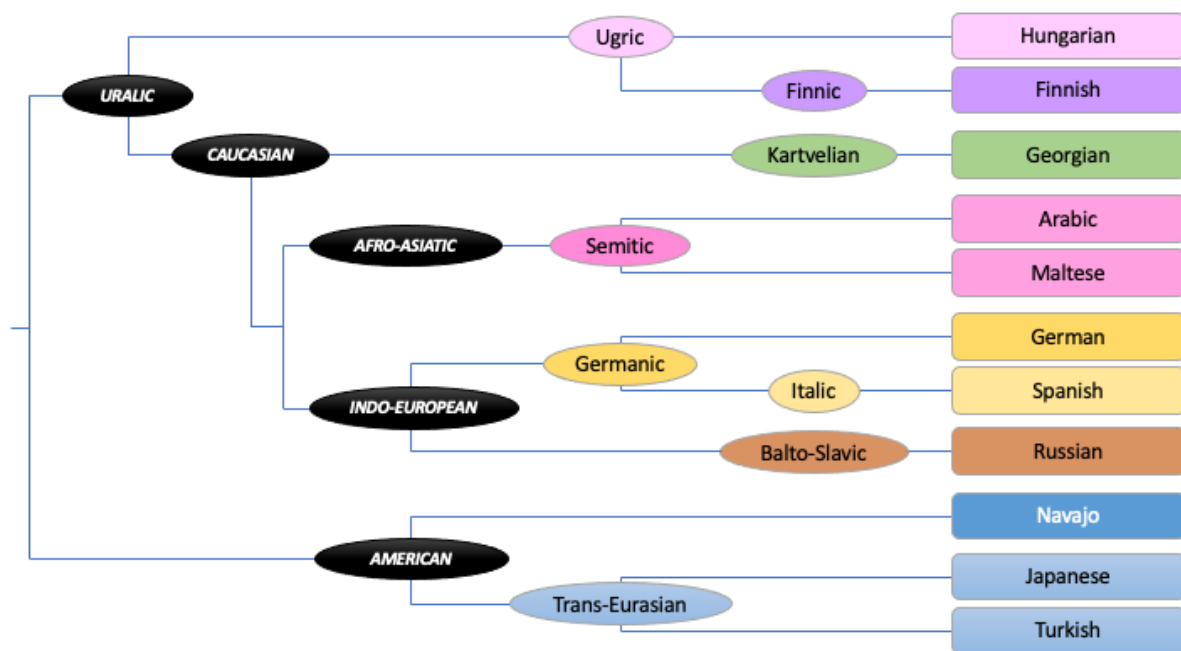 Ugric
Hungarian
URALIC
Finnic
Finnish
CAUCASIAN
Kartvelian
Georgian
AFRO-ASIATIC
Semitic
Arabic
Maltese
Germanic
German
INDO-EUROPEAN
Italic
Spanish
Balto-Slavic
Russian
AMERICAN
Navajo
Trans-Eurasian
Japanese
Turkish